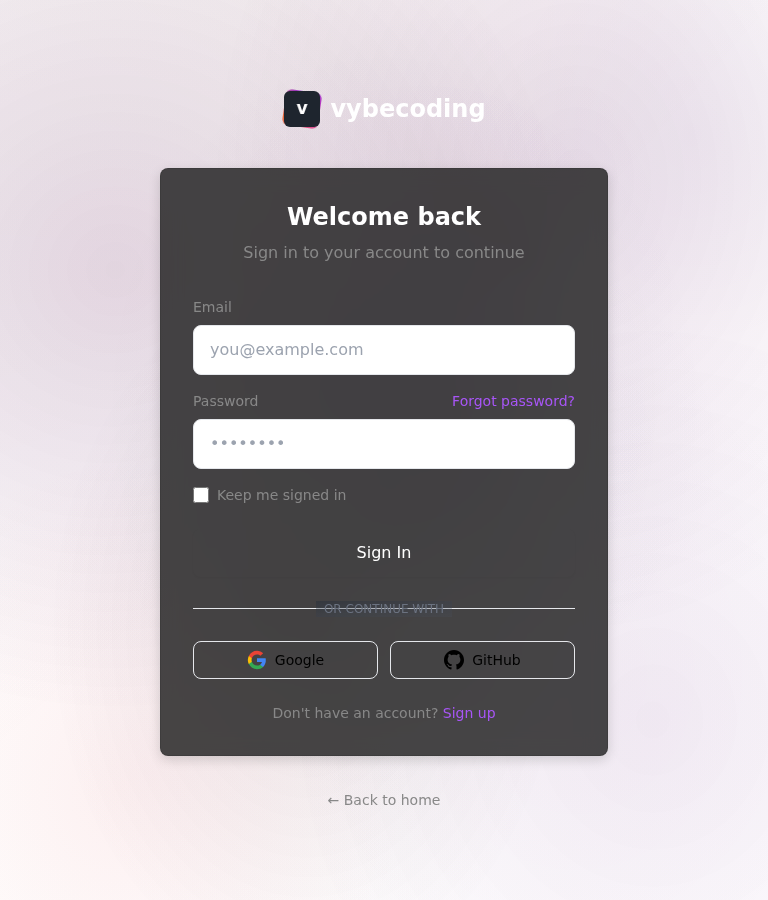 v vybecoding
Welcome back
Sign in to your account to continue
Email
you@example.com
Password Forgot password?
••••••••
Keep me signed in
Sign In
OR CONTINUE WITH
Google GitHub
Don't have an account? Sign up
← Back to home